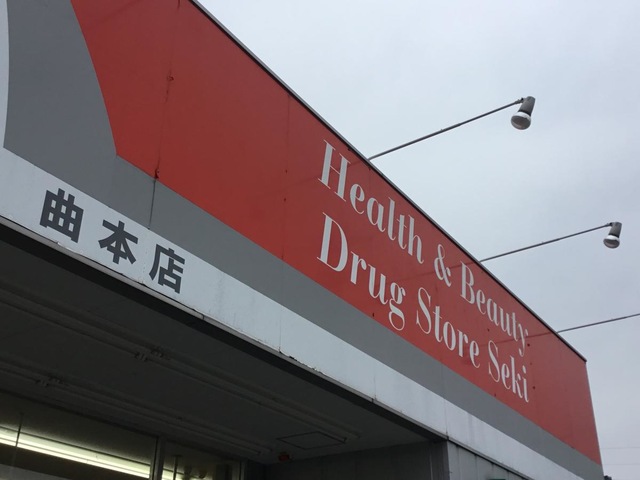 Health & Beauty
Drug Store Seki
曲本店